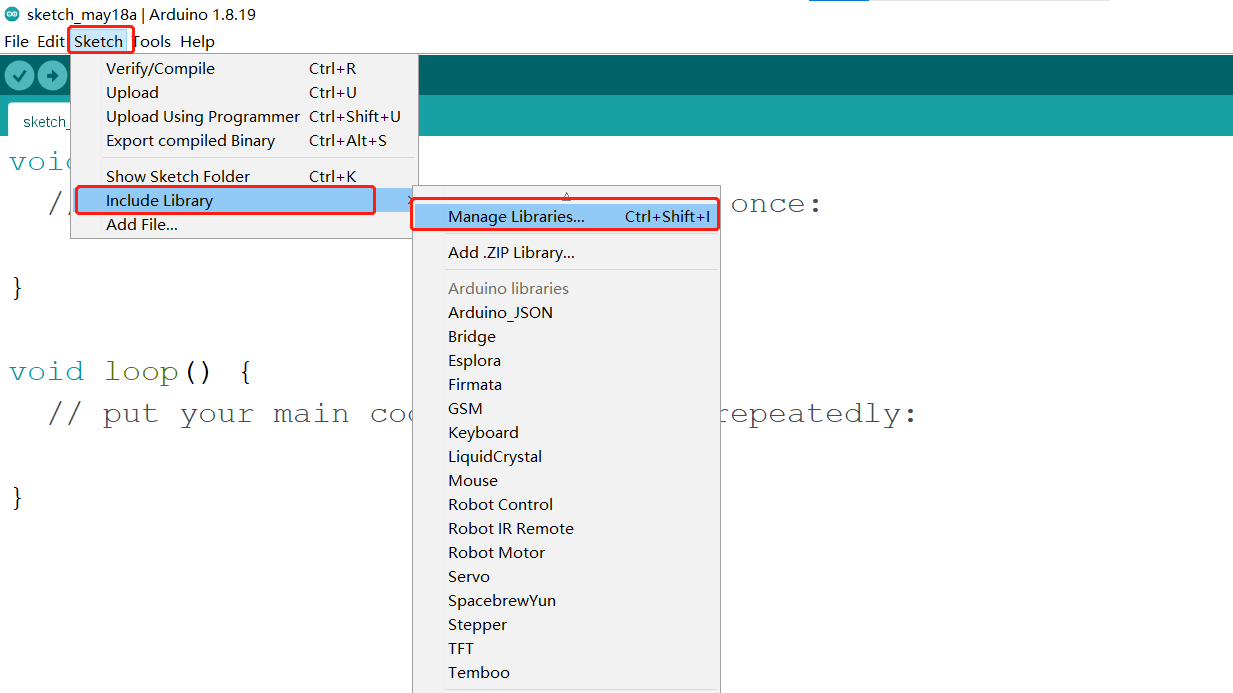 sketch_may18a | Arduino 1.8.19
File Edit Sketch Tools Help
Verify/Compile Ctrl+R
Upload Ctrl+U
Upload Using Programmer Ctrl+Shift+U
Export compiled Binary Ctrl+Alt+S
Show Sketch Folder Ctrl+K
Include Library
Add File...
Manage Libraries... Ctrl+Shift+I
Add .ZIP Library...
Arduino libraries
Arduino_JSON
Bridge
Esplora
Firmata
GSM
Keyboard
LiquidCrystal
Mouse
Robot Control
Robot IR Remote
Robot Motor
Servo
SpacebrewYun
Stepper
TFT
Temboo
sketch_
void
// once:
}
void loop() {
// put your main repeatedly:
}